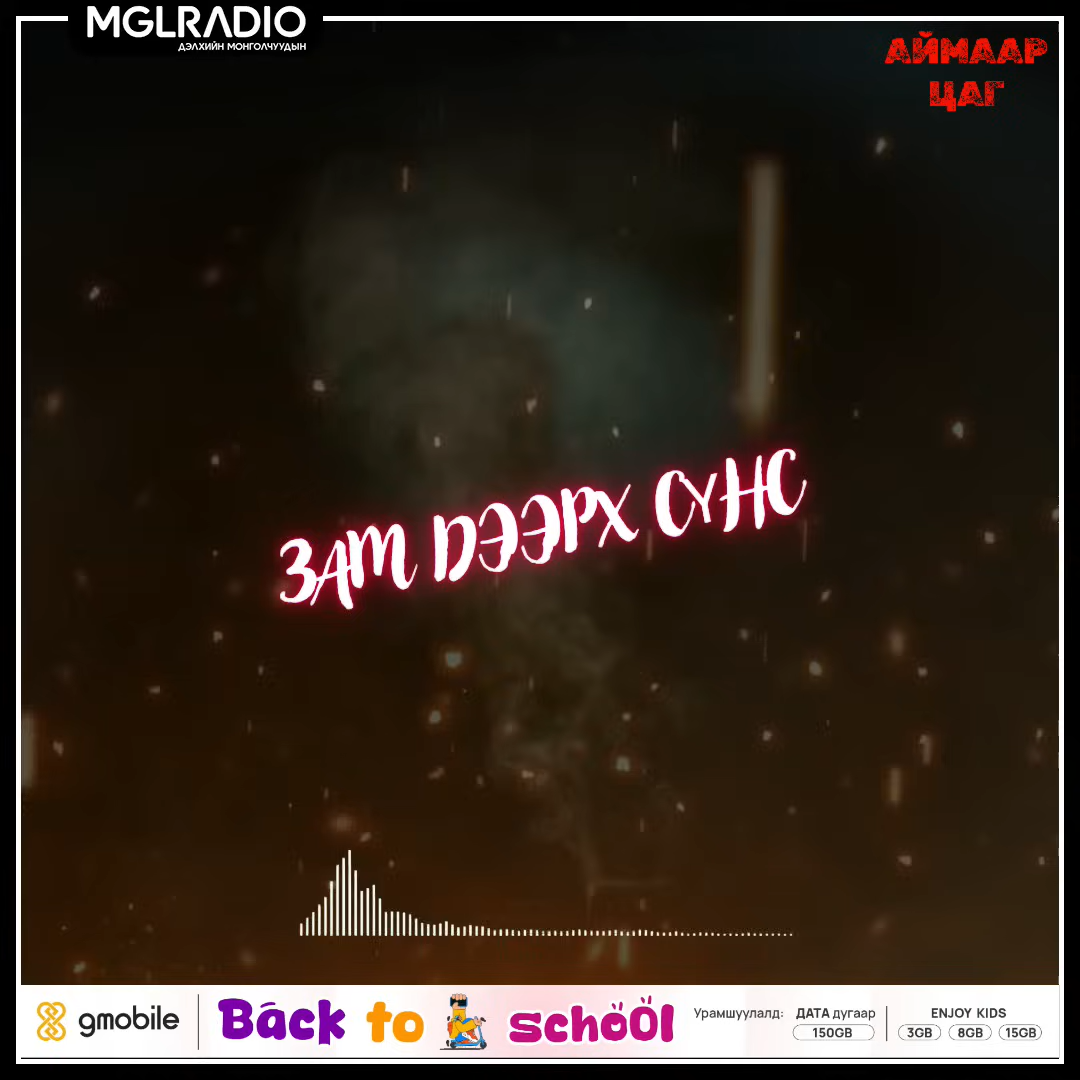 MGLRADIO
ДЭЛХИЙН МОНГОЛЧУУДЫН
АЙМААР
ЦАГ
ЗАМ ДЭЭРХ СҮНС
gmobile
Back to school
Урамшуулалд:
ДАТА дугаар
150GB
ENJOY KIDS
3GB 8GB 15GB